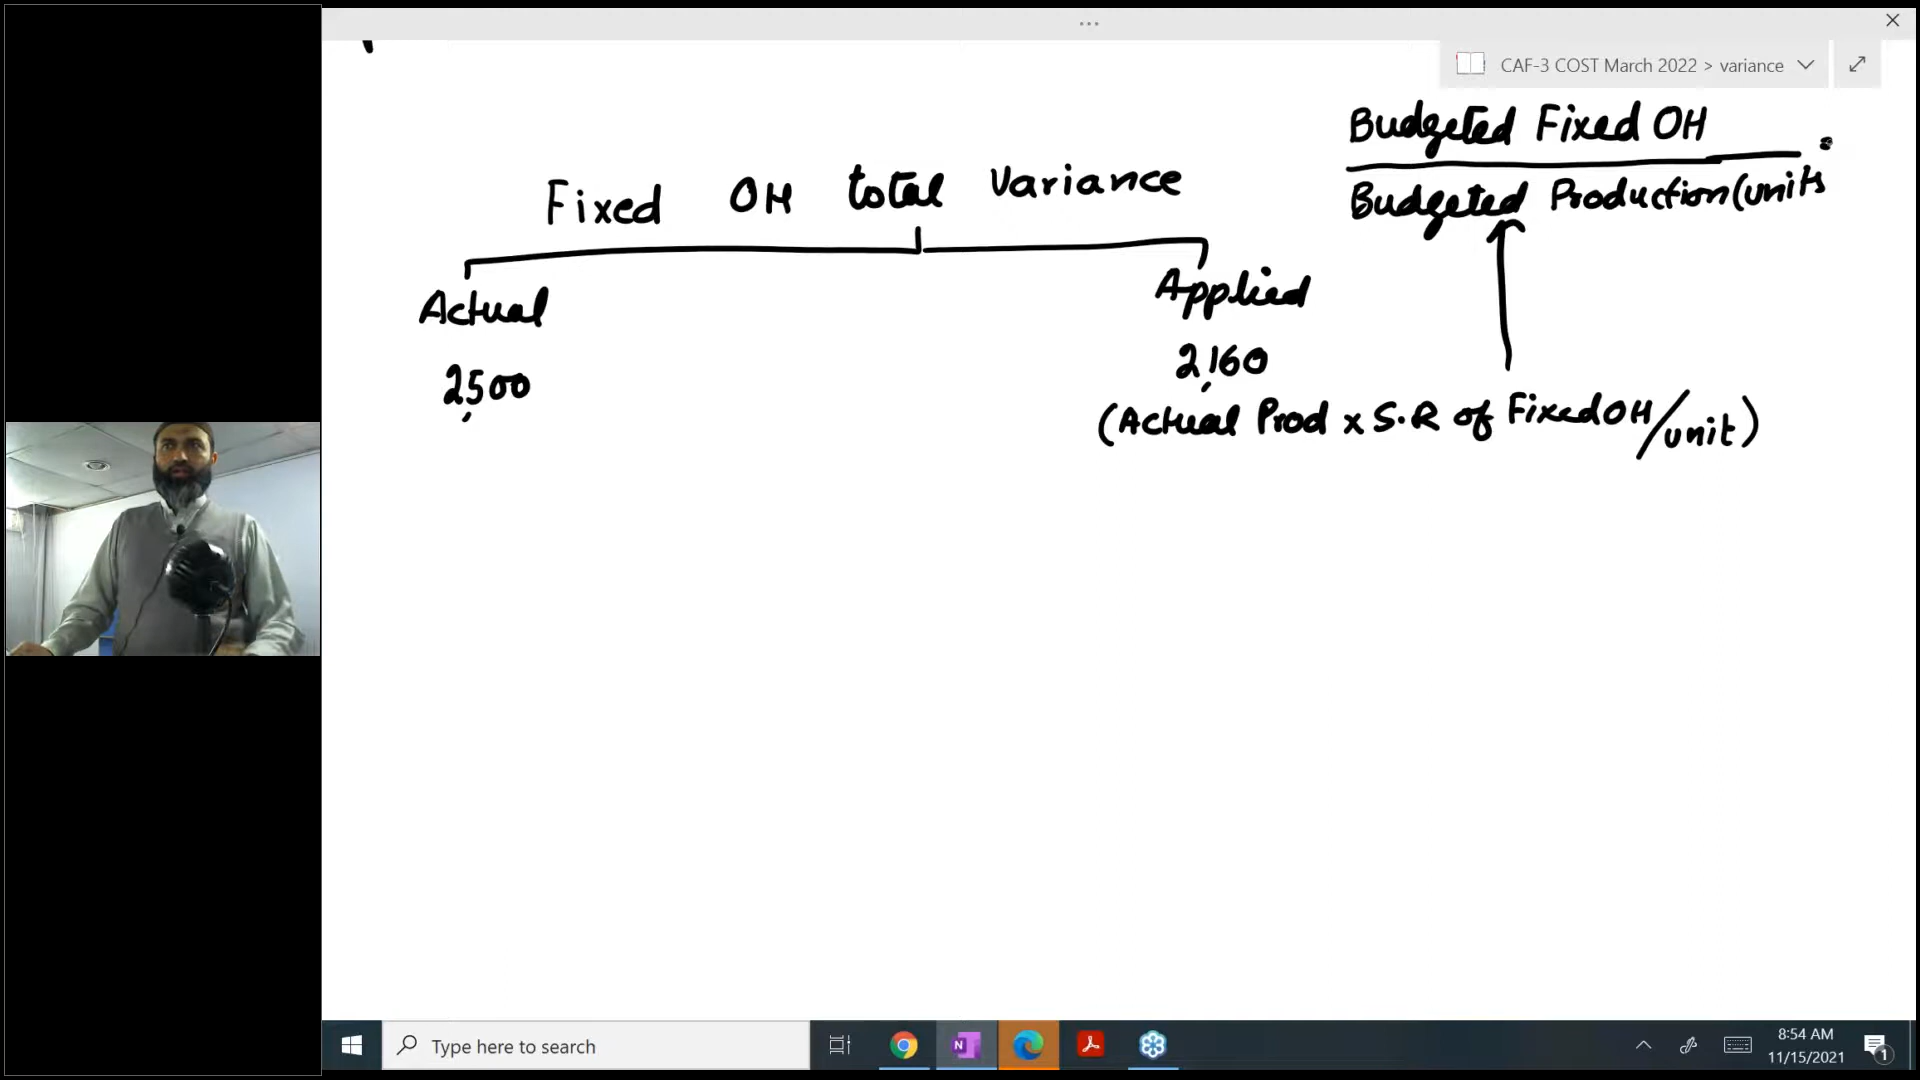 CAF-3 COST March 2022 > variance
Budgeted Fixed OH
Budgeted Production (units
Fixed OH total Variance
Actual
Applied
2,500
2,160
(Actual Prod x S.R of Fixed OH/unit)
Type here to search
8:54 AM
11/15/2021
1